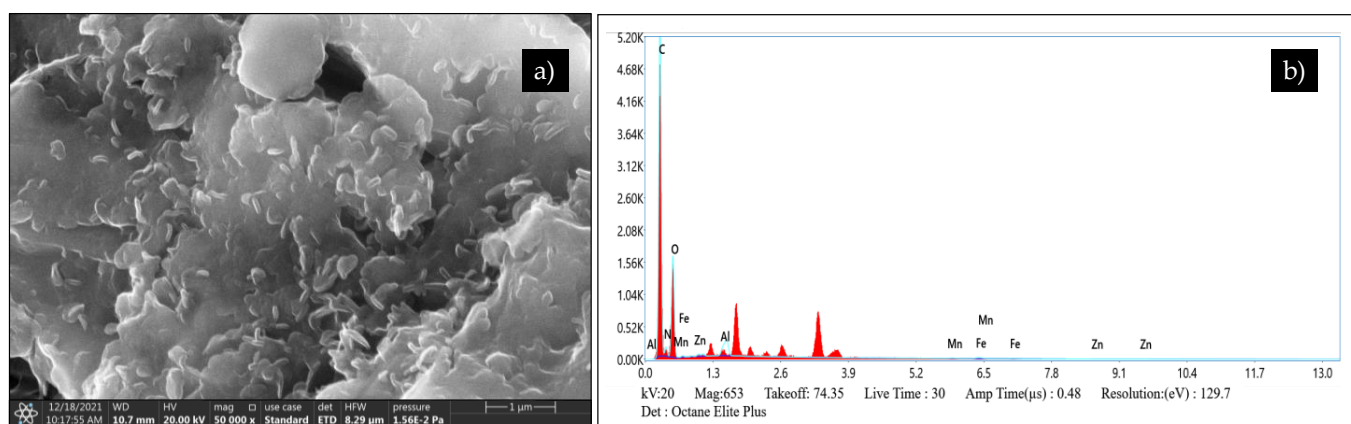 a)
12/18/2021 WD HV mag □ use case det HFW pressure 1 µm
10:17:55 AM 10.7 mm 20.00 kV 50 000 x Standard ETD 8.29 µm 1.56E-2 Pa
b)
5.20K
4.68K
4.16K
3.64K
3.12K
2.60K
2.08K
1.56K
1.04K
0.52K
0.00K
C
O
Fe
Mn
N
Zn
Al
Al
Mn
Mn
Fe
Fe
Zn
Zn
0.0 1.3 2.6 3.9 5.2 6.5 7.8 9.1 10.4 11.7 13.0
kV:20 Mag:653 Takeoff: 74.35 Live Time : 30 Amp Time(µs) : 0.48 Resolution:(eV) : 129.7
Det : Octane Elite Plus